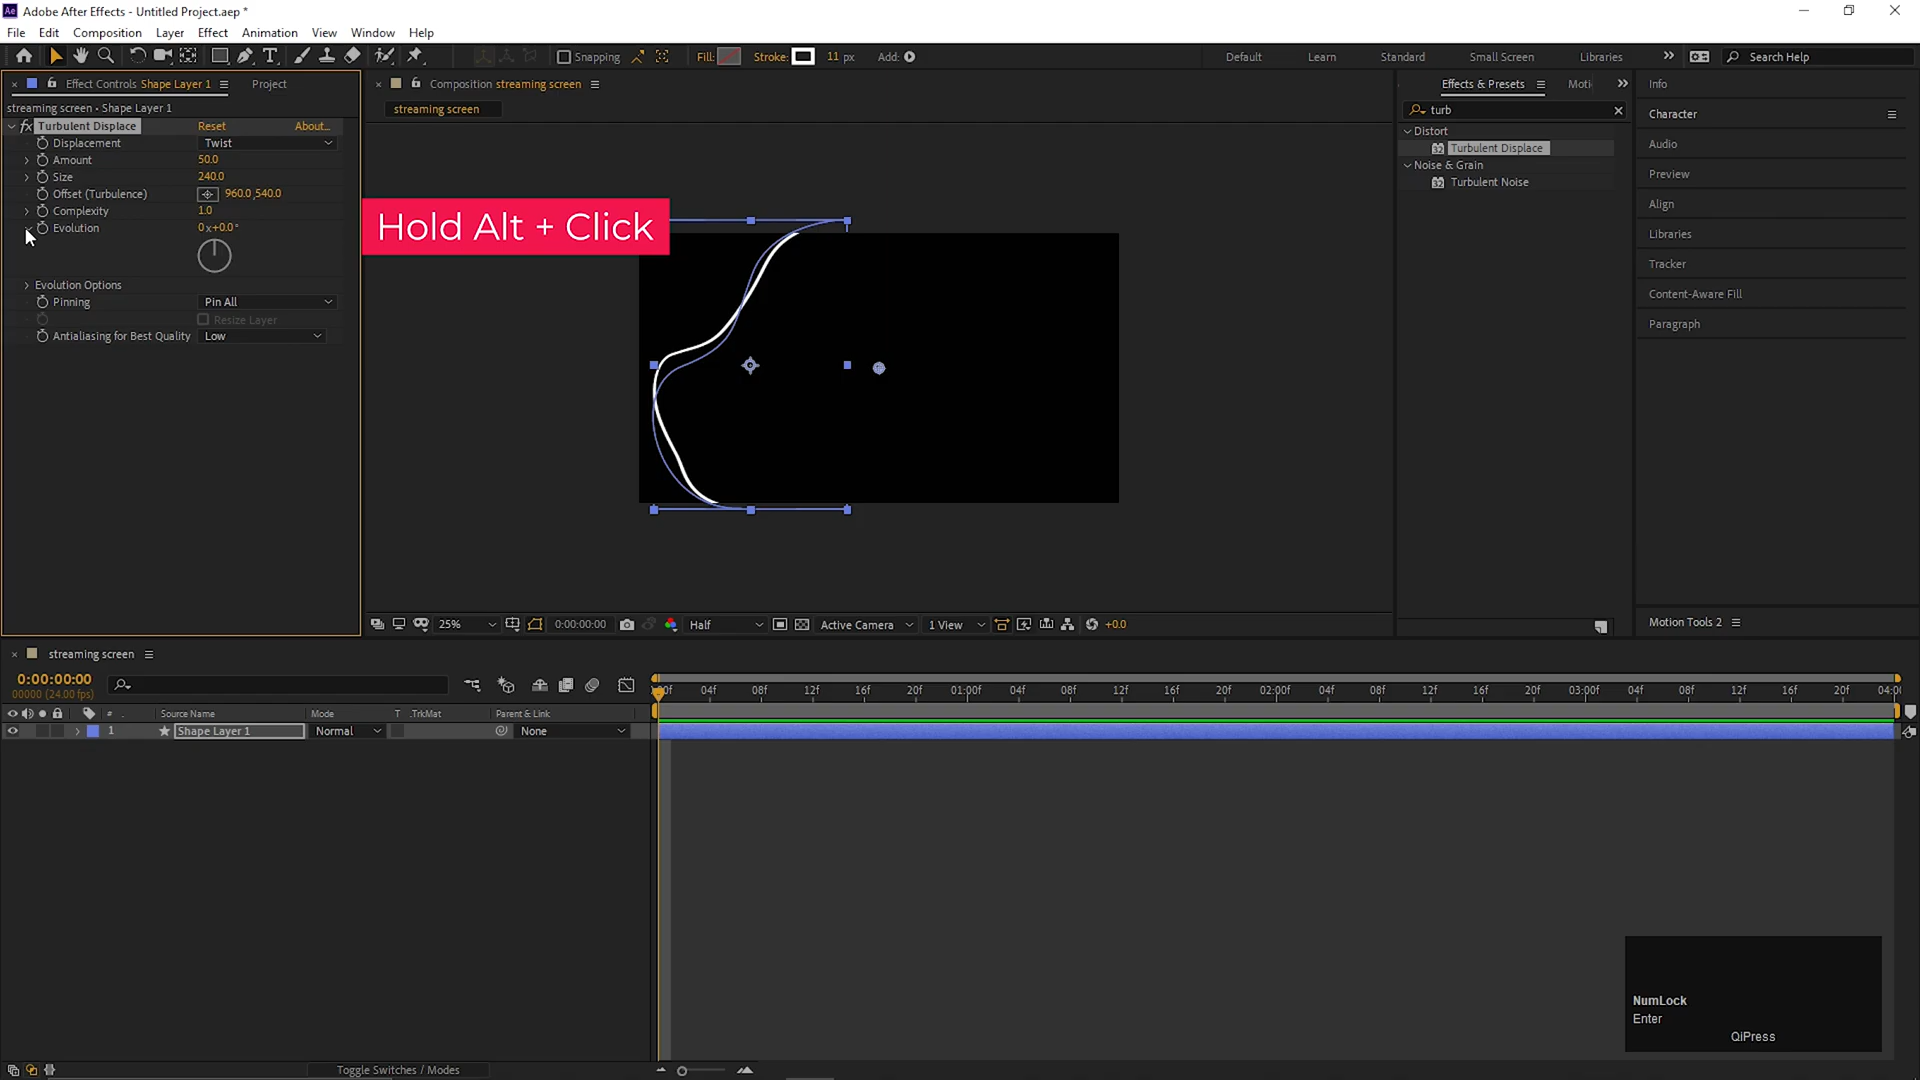 Adobe After Effects - Untitled Project.aep *
File Edit Composition Layer Effect Animation View Window Help
Snapping Fill: Stroke: 11 px Add: Default Learn Standard Small Screen Libraries Search Help
Effect Controls Shape Layer 1 Project
streaming screen • Shape Layer 1
fx Turbulent Displace Reset About...
Displacement Twist
Amount 50.0
Size 240.0
Offset (Turbulence) 960.0,540.0
Complexity 1.0
Evolution 0x+0.0°
Evolution Options
Pinning Pin All
Resize Layer
Antialiasing for Best Quality Low
Composition streaming screen
streaming screen
Hold Alt + Click
25% 0:00:00:00 Half Active Camera 1 View +0.0
Effects & Presets Moti
turb
Distort
32 Turbulent Displace
Noise & Grain
32 Turbulent Noise
Info
Character
Audio
Preview
Align
Libraries
Tracker
Content-Aware Fill
Paragraph
Motion Tools 2
streaming screen
0:00:00:00
00000 (24.00 fps)
04f 08f 12f 16f 20f 01:00f 04f 08f 12f 16f 20f 02:00f 04f 08f 12f 16f 20f 03:00f 04f 08f 12f 16f 20f
# Source Name Mode T .TrkMat Parent & Link
1 Shape Layer 1 Normal None
NumLock
Enter
QiPress
Toggle Switches / Modes